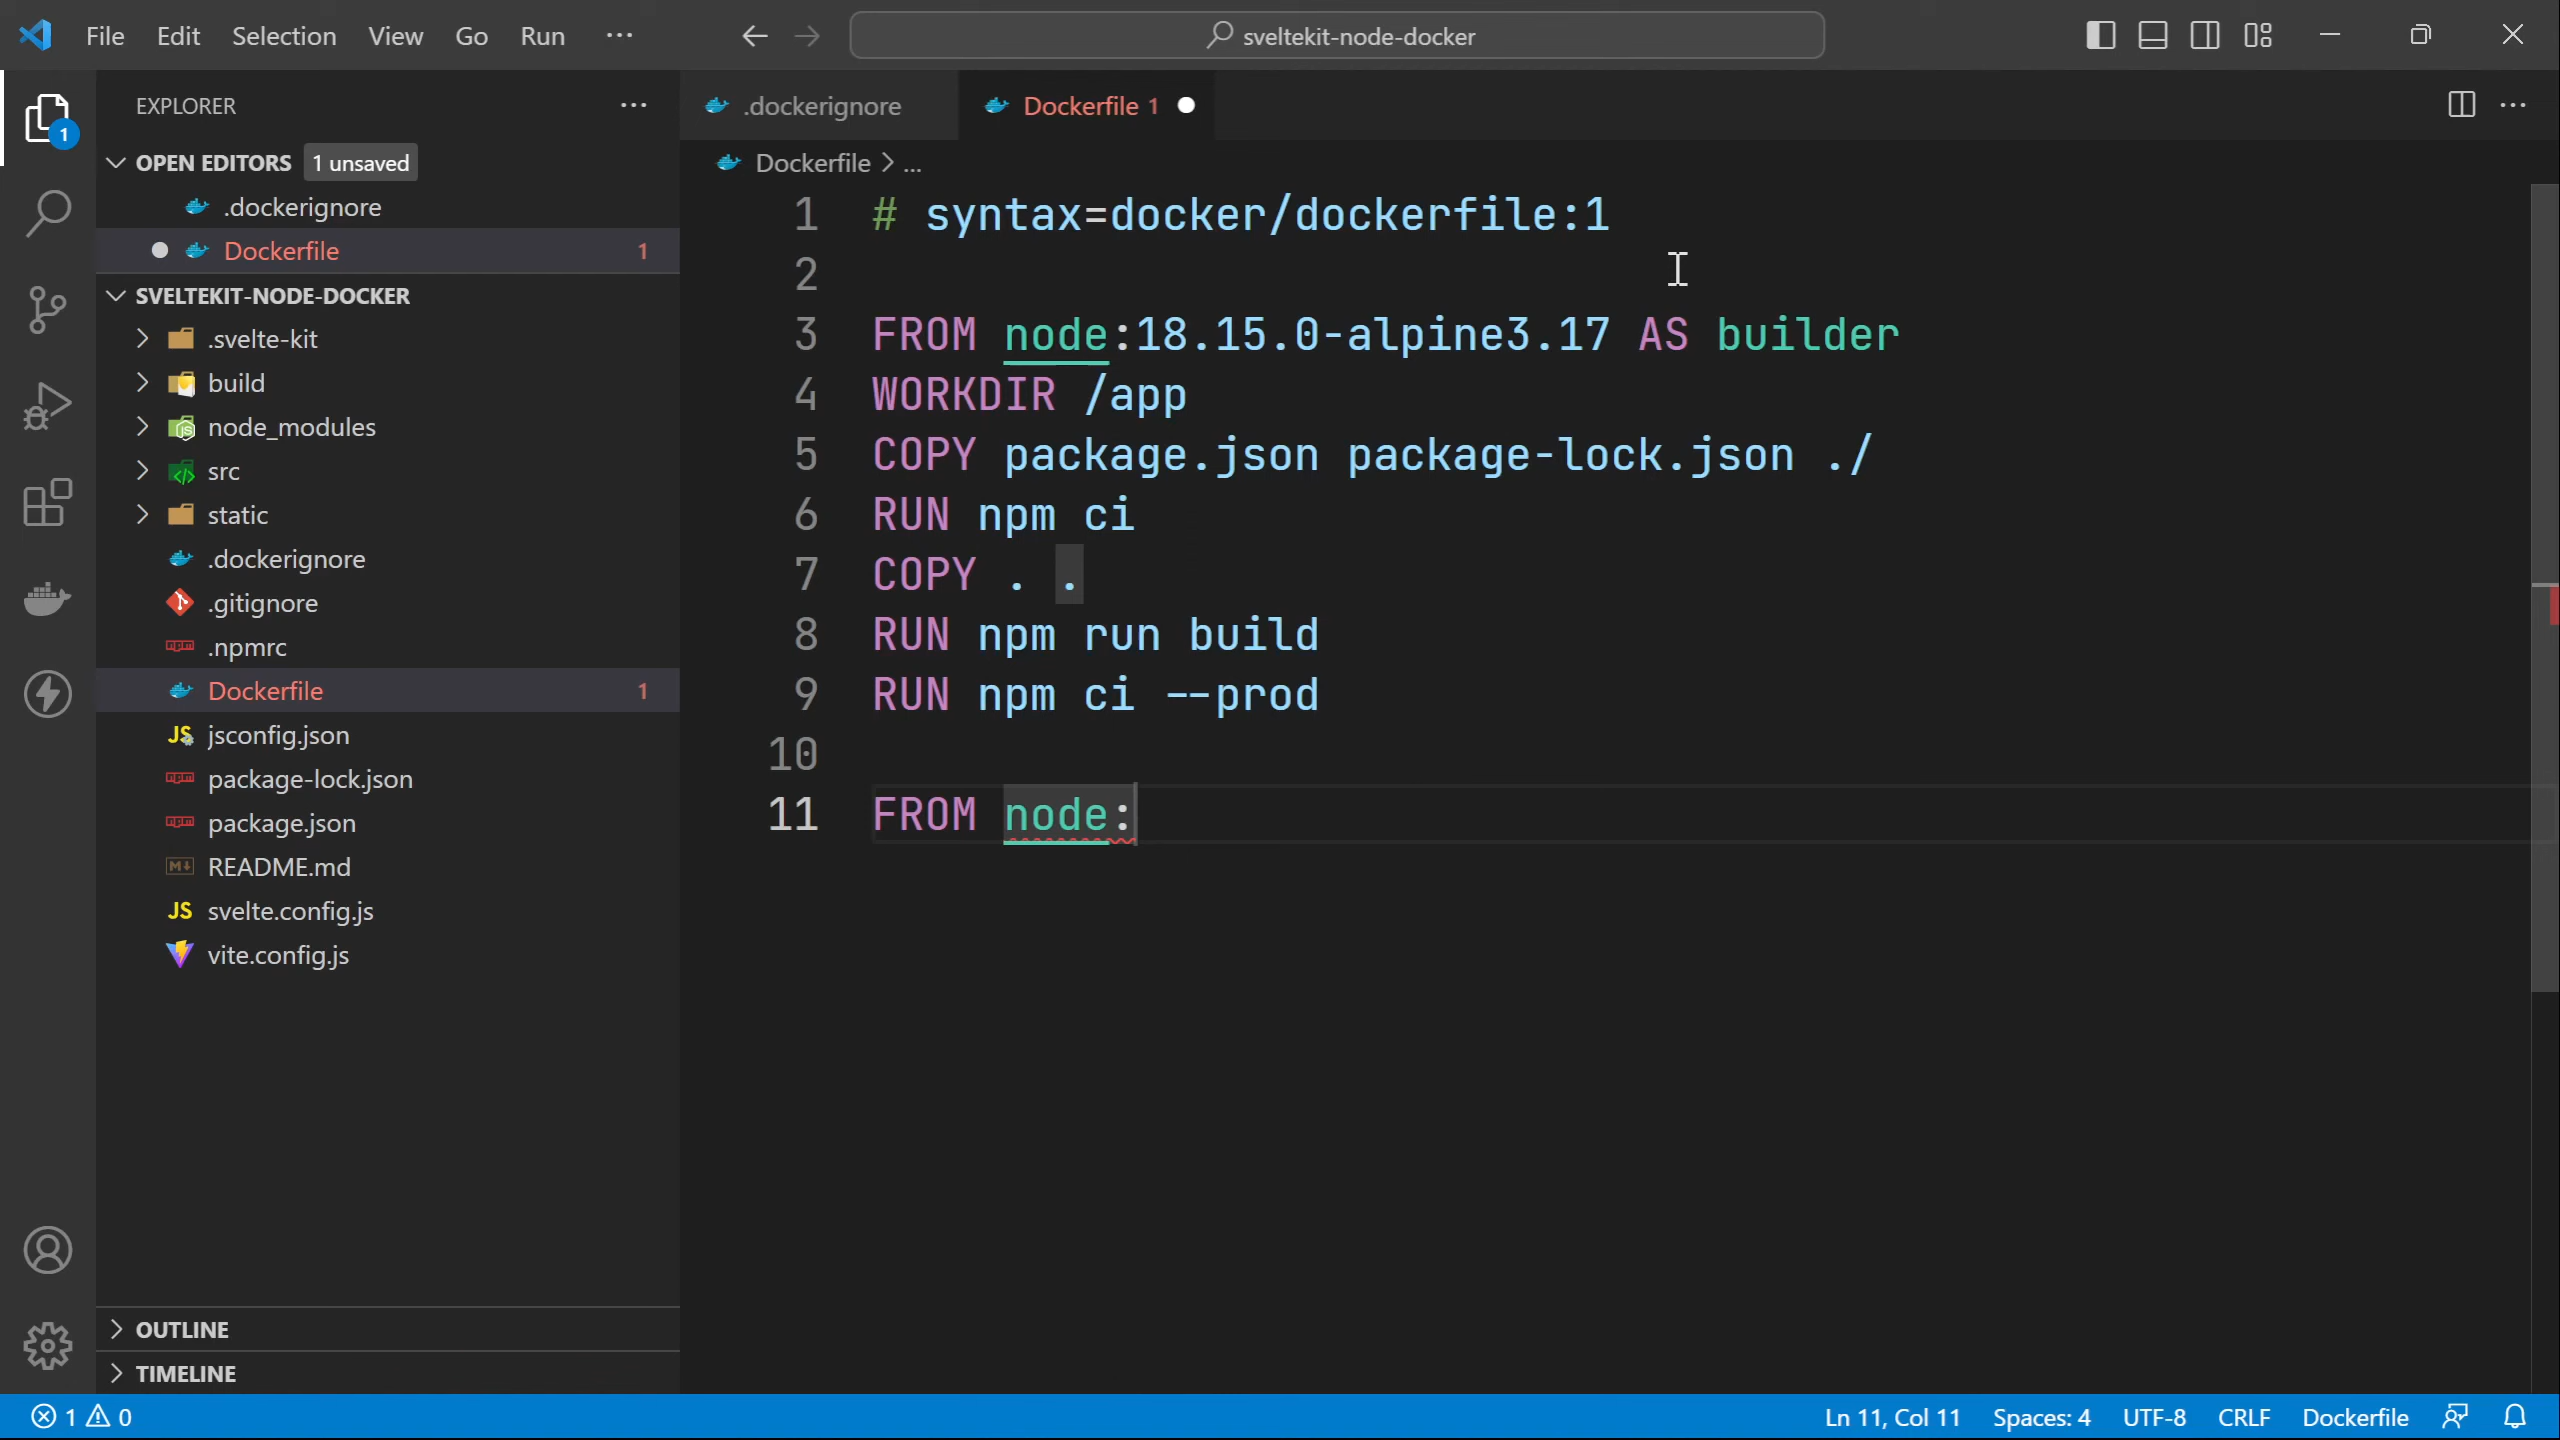 File Edit Selection View Go Run ···
sveltekit-node-docker
EXPLORER
1
OPEN EDITORS 1 unsaved
.dockerignore
Dockerfile 1
SVELTEKIT-NODE-DOCKER
.svelte-kit
build
node_modules
src
static
.dockerignore
.gitignore
.npmrc
Dockerfile 1
JS jsconfig.json
package-lock.json
package.json
README.md
JS svelte.config.js
vite.config.js
OUTLINE
TIMELINE
.dockerignore
Dockerfile 1
Dockerfile > ...
1 # syntax=docker/dockerfile:1
2
3 FROM node:18.15.0-alpine3.17 AS builder
4 WORKDIR /app
5 COPY package.json package-lock.json ./
6 RUN npm ci
7 COPY . .
8 RUN npm run build
9 RUN npm ci --prod
10
11 FROM node:
1 0
Ln 11, Col 11 Spaces: 4 UTF-8 CRLF Dockerfile